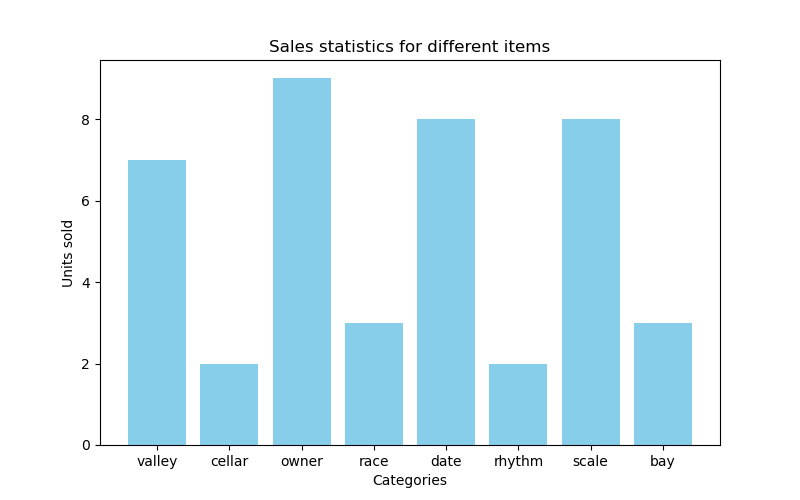 Sales statistics for different items
Units sold
8
6
4
2
0
valley cellar owner race date rhythm scale bay
Categories